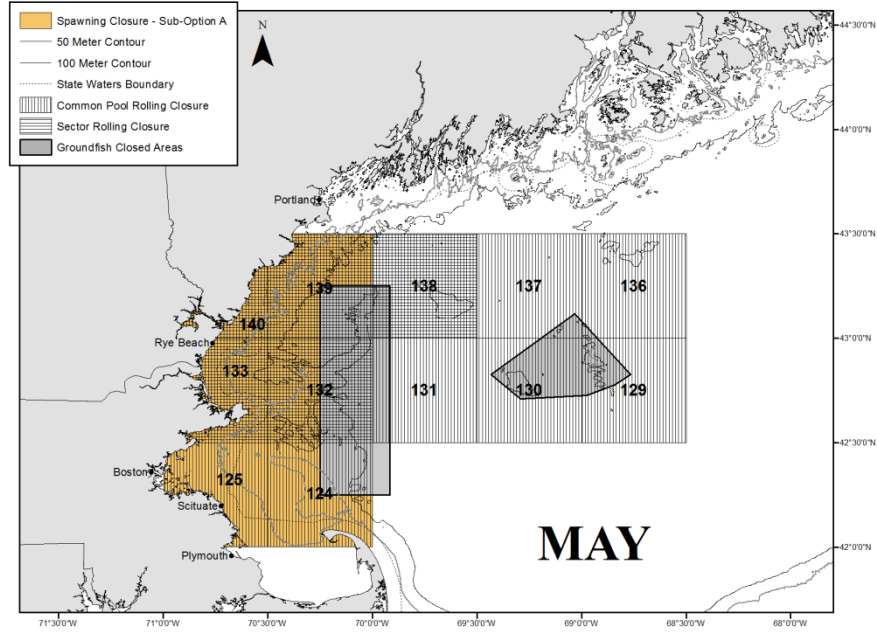 Spawning Closure - Sub-Option A
50 Meter Contour
100 Meter Contour
State Waters Boundary
Common Pool Rolling Closure
Sector Rolling Closure
Groundfish Closed Areas
N
44°30'0"N
44°0'0"N
43°30'0"N
43°0'0"N
42°30'0"N
42°0'0"N
Portland
139
138
137
136
140
Rye Beach
133
132
131
130
129
Boston
125
124
Scituate
Plymouth
MAY
71°30'0"W
71°0'0"W
70°30'0"W
70°0'0"W
69°30'0"W
69°0'0"W
68°30'0"W
68°0'0"W